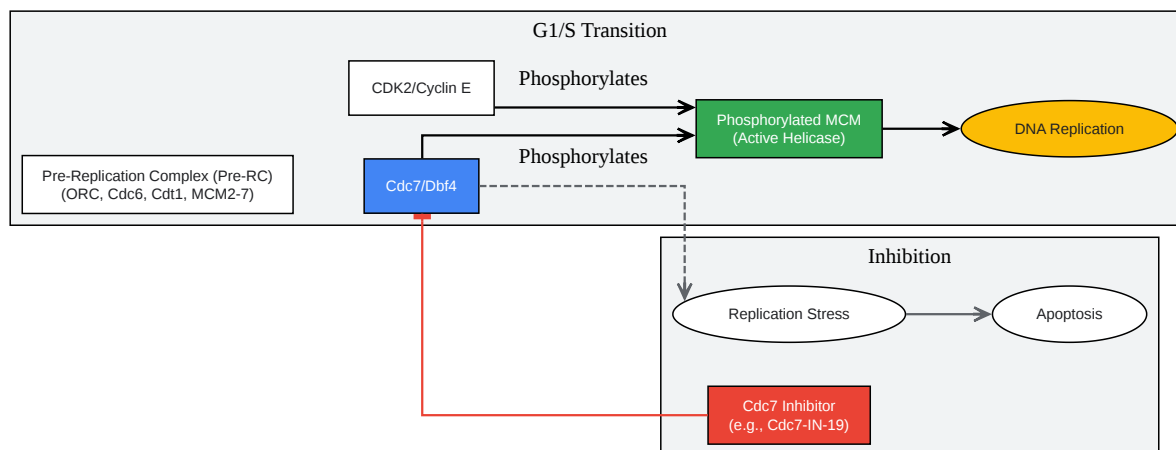 G1/S Transition
CDK2/Cyclin E
Phosphorylates
Phosphorylated MCM
(Active Helicase)
DNA Replication
Phosphorylates
Pre-Replication Complex (Pre-RC)
(ORC, Cdc6, Cdt1, MCM2-7)
Cdc7/Dbf4
Inhibition
Replication Stress
Apoptosis
Cdc7 Inhibitor
(e.g., Cdc7-IN-19)